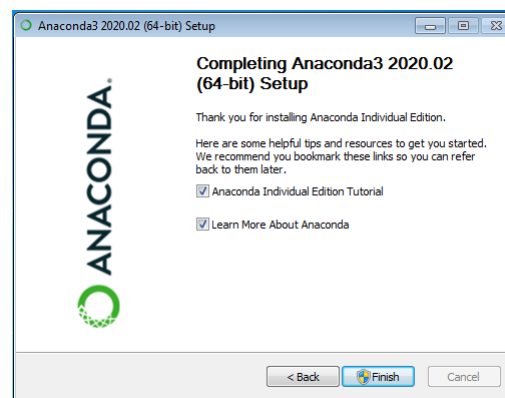 Anaconda3 2020.02 (64-bit) Setup
Completing Anaconda3 2020.02
(64-bit) Setup
Thank you for installing Anaconda Individual Edition.
Here are some helpful tips and resources to get you started.
We recommend you bookmark these links so you can refer
back to them later.
Anaconda Individual Edition Tutorial
Learn More About Anaconda
ANACONDA.
< Back
Finish
Cancel